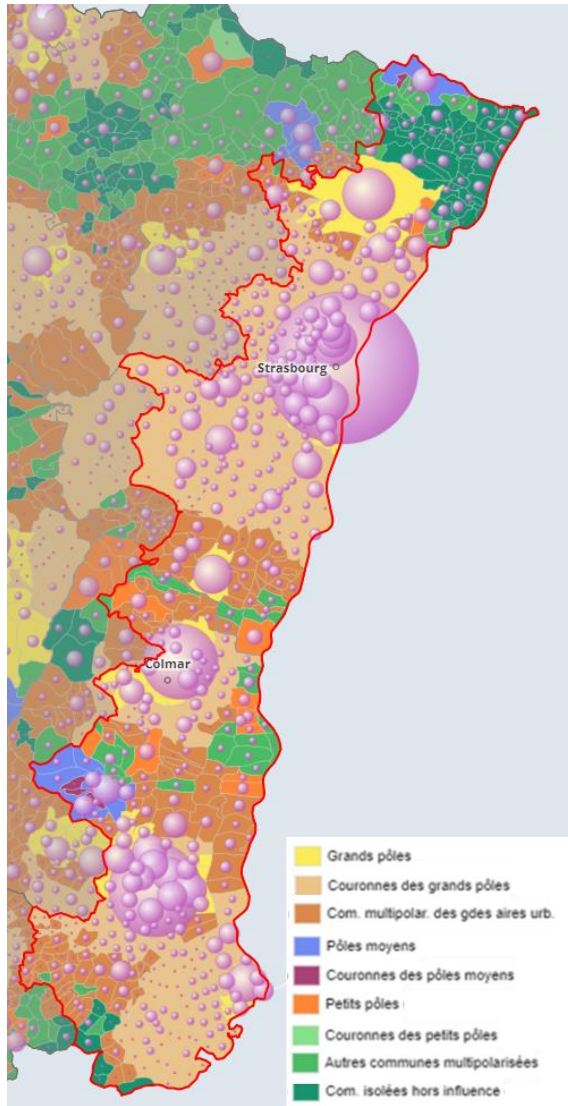 Strasbourg
Colmar
Grands pôles
Couronnes des grands pôles
Com. multipolar. des gdes aires urb.
Pôles moyens
Couronnes des pôles moyens
Petits pôles
Couronnes des petits pôles
Autres communes multipolarisées
Com. isolées hors influence